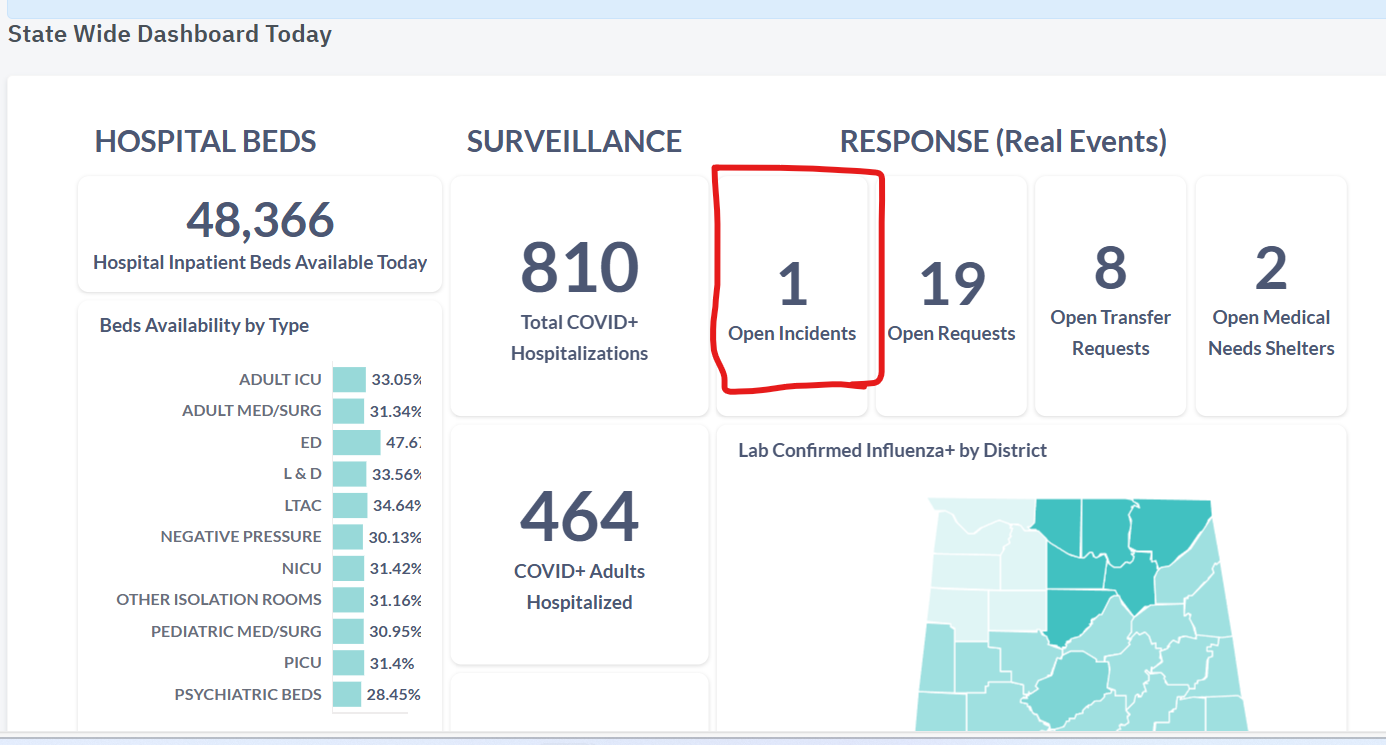 State Wide Dashboard Today
HOSPITAL BEDS
48,366
Hospital Inpatient Beds Available Today
Beds Availability by Type
ADULT ICU 33.05%
ADULT MED/SURG 31.34%
ED 47.67
L & D 33.56%
LTAC 34.64%
NEGATIVE PRESSURE 30.13%
NICU 31.42%
OTHER ISOLATION ROOMS 31.16%
PEDIATRIC MED/SURG 30.95%
PICU 31.4%
PSYCHIATRIC BEDS 28.45%
SURVEILLANCE
810
Total COVID+
Hospitalizations
464
COVID+ Adults
Hospitalized
RESPONSE (Real Events)
1
Open Incidents
19
Open Requests
8
Open Transfer
Requests
2
Open Medical
Needs Shelters
Lab Confirmed Influenza+ by District